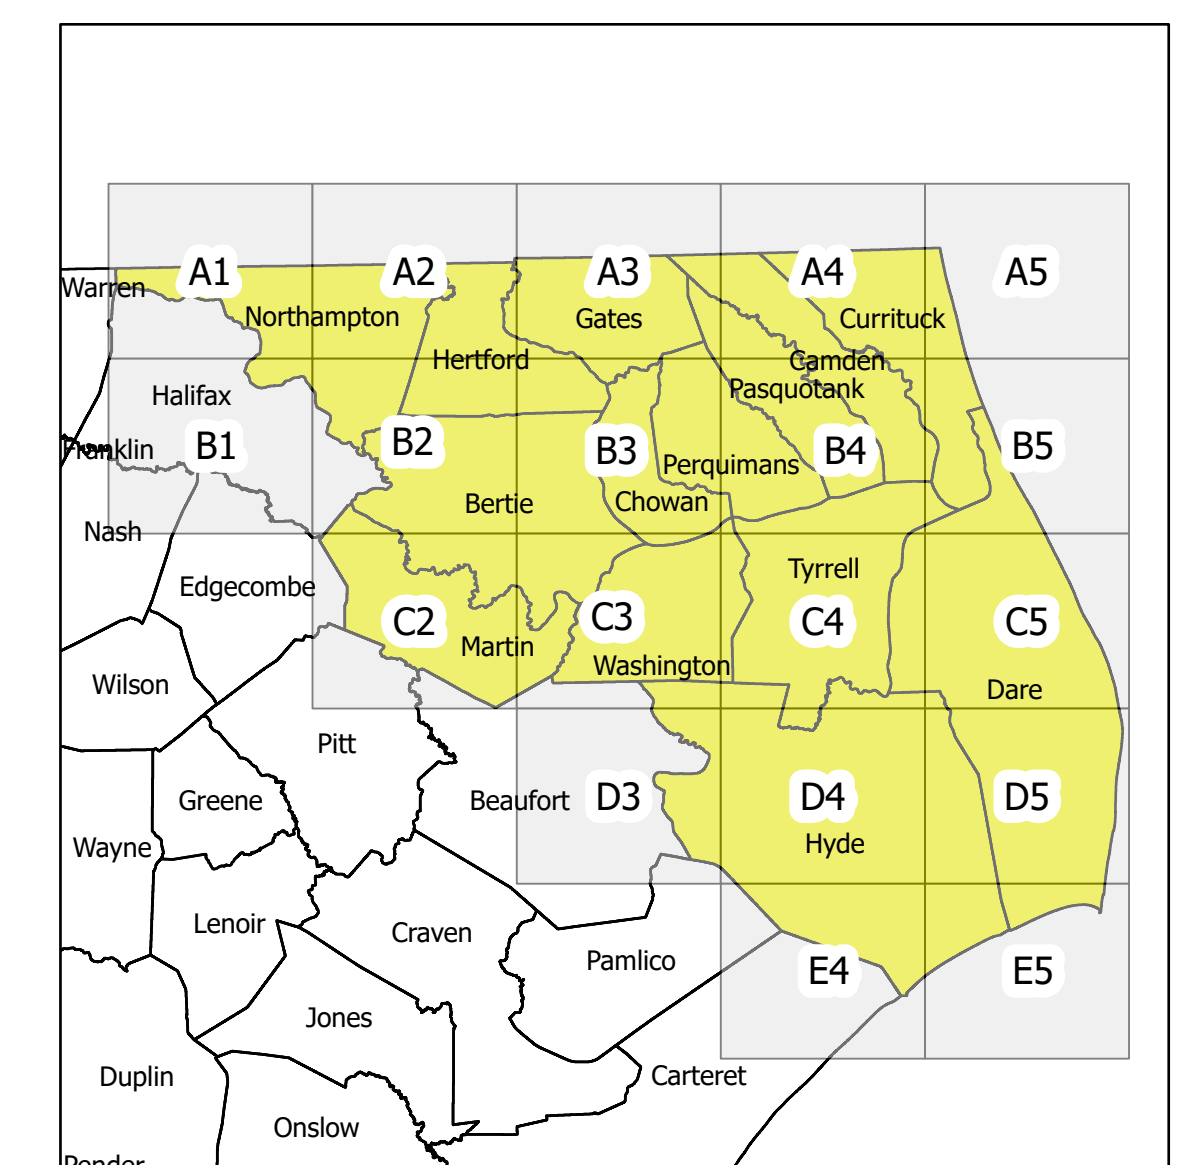 A1
A2
A3
A4
A5
Warren
Northampton
Gates
Currituck
Hertford
Camden
Pasquotank
Halifax
Franklin
B1
B2
B3
B4
B5
Perquimans
Bertie
Chowan
Nash
Tyrrell
Edgecombe
C2
C3
C4
C5
Martin
Washington
Wilson
Dare
Pitt
Greene
Beaufort
D3
D4
D5
Wayne
Hyde
Lenoir
Craven
Pamlico
E4
E5
Jones
Duplin
Carteret
Onslow
Pender